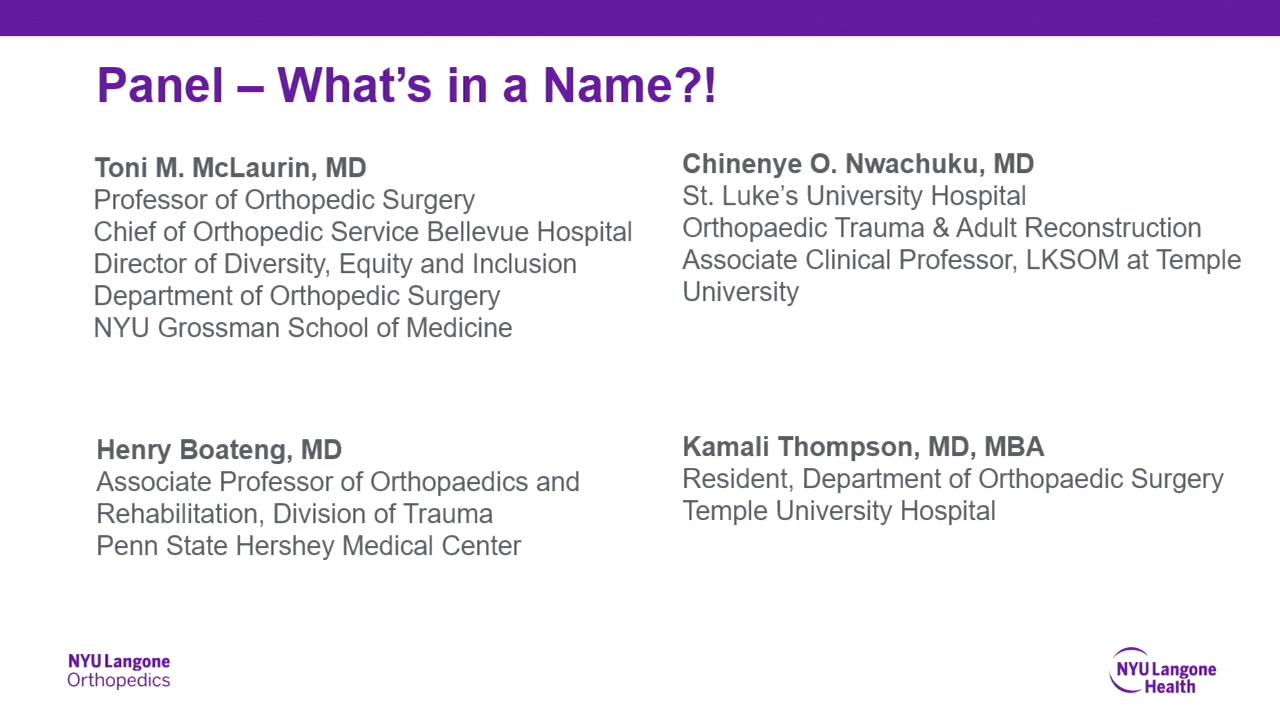 Panel – What’s in a Name?!
Toni M. McLaurin, MD
Professor of Orthopedic Surgery
Chief of Orthopedic Service Bellevue Hospital
Director of Diversity, Equity and Inclusion
Department of Orthopedic Surgery
NYU Grossman School of Medicine
Chinenye O. Nwachuku, MD
St. Luke’s University Hospital
Orthopaedic Trauma & Adult Reconstruction
Associate Clinical Professor, LKSOM at Temple
University
Henry Boateng, MD
Associate Professor of Orthopaedics and
Rehabilitation, Division of Trauma
Penn State Hershey Medical Center
Kamali Thompson, MD, MBA
Resident, Department of Orthopaedic Surgery
Temple University Hospital
NYU Langone
Orthopedics
NYU Langone
Health